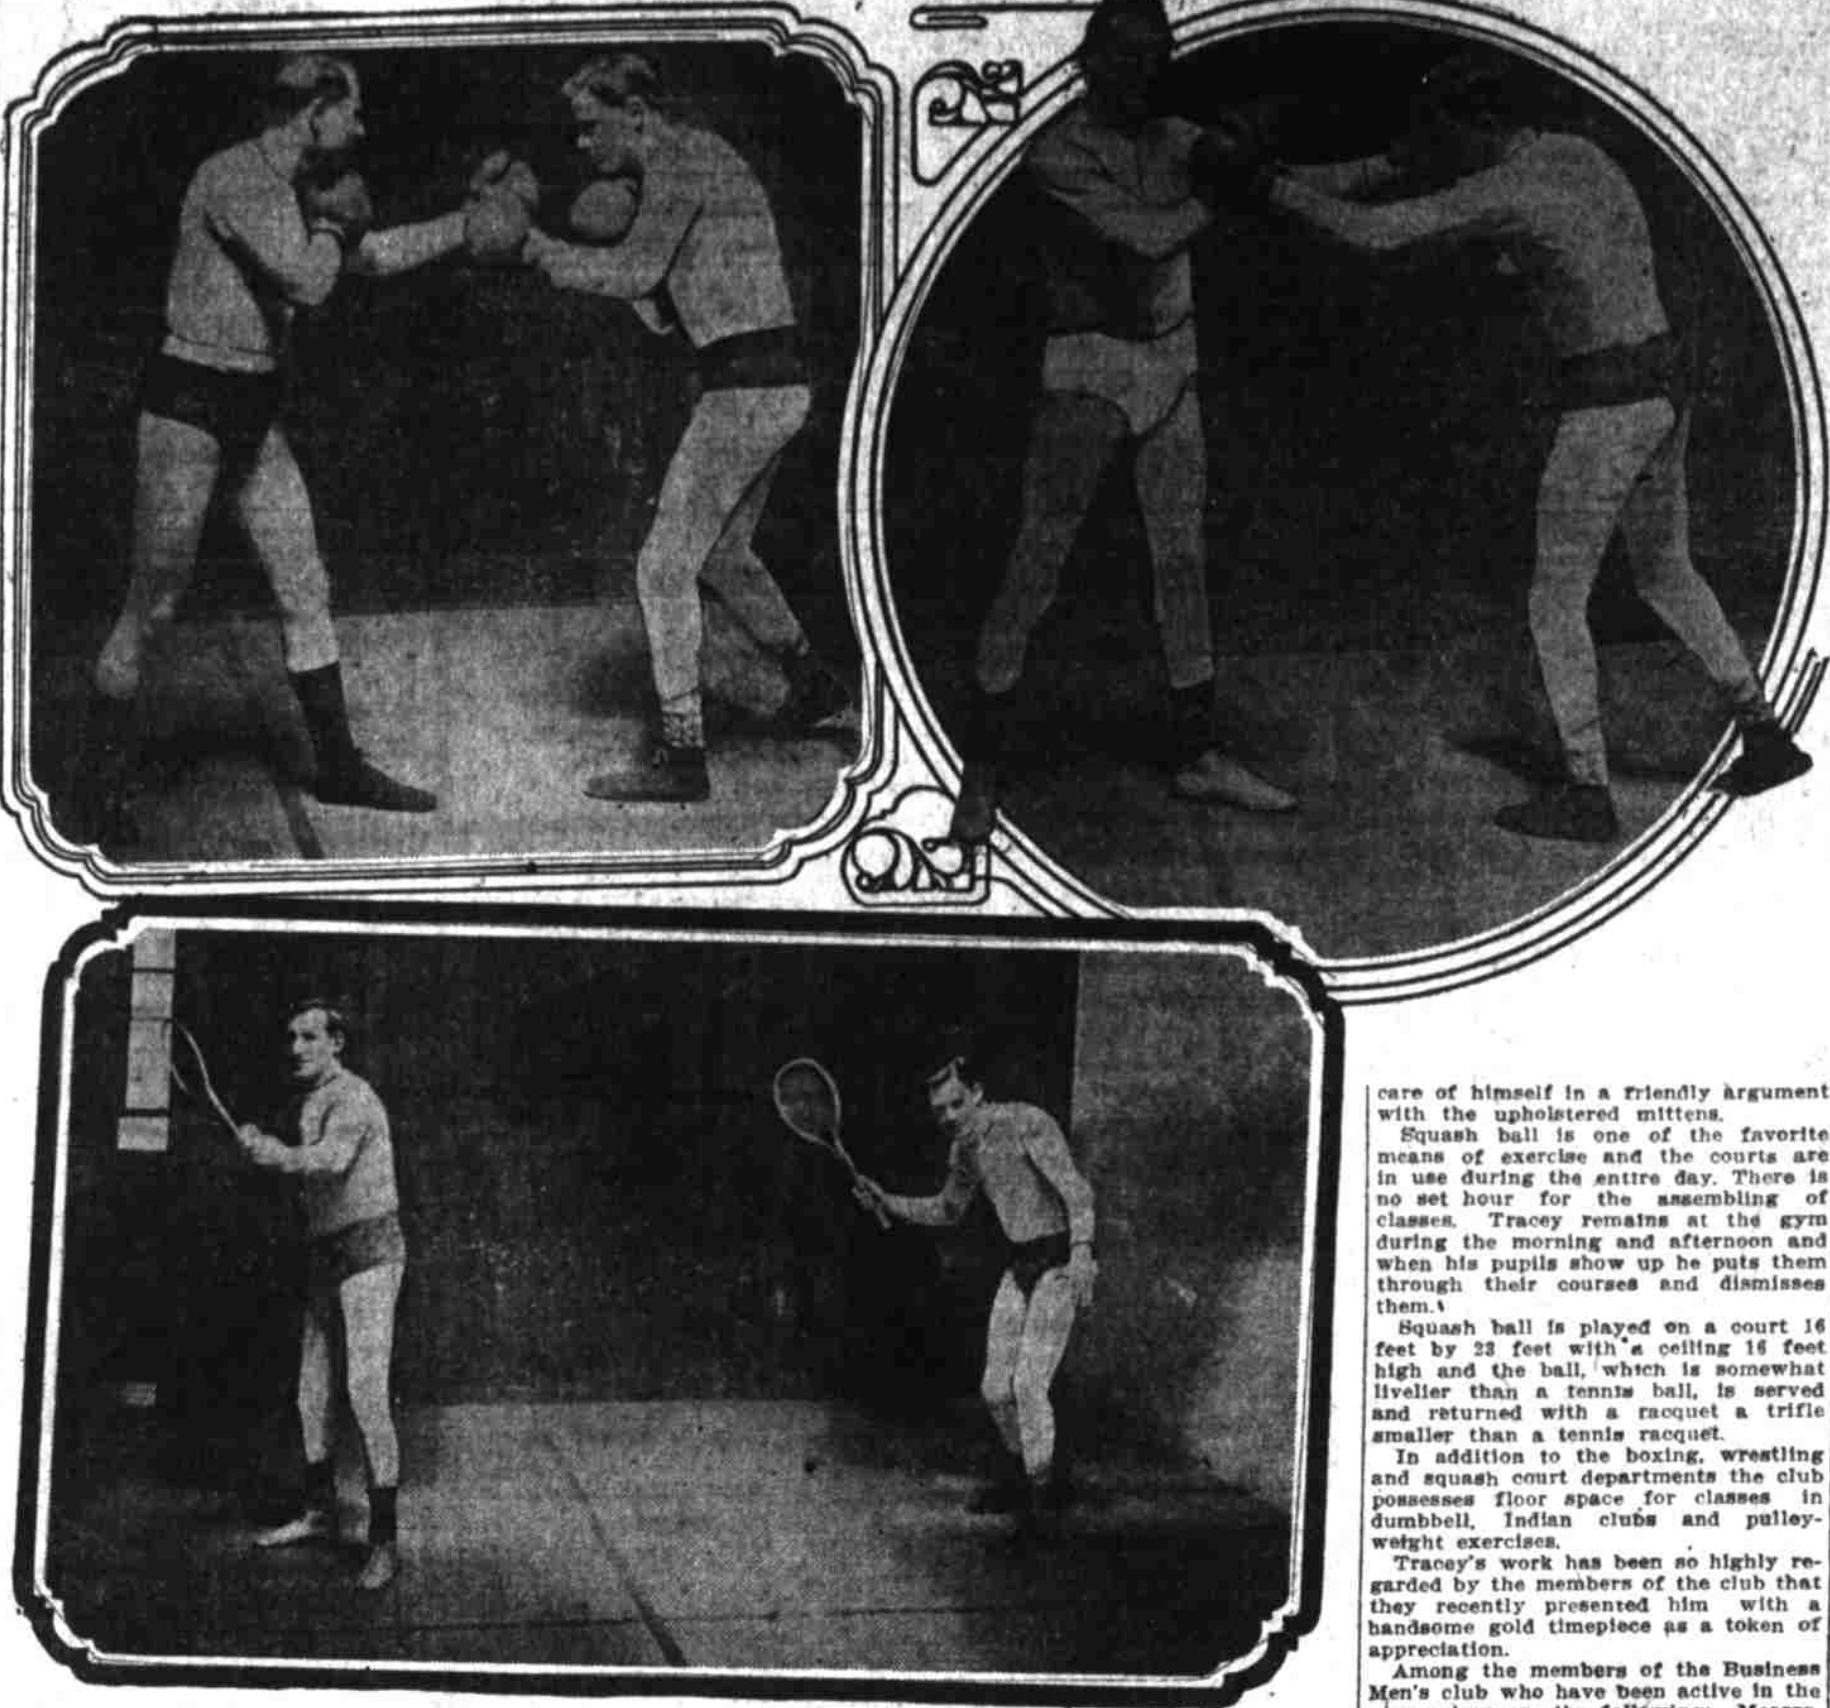 care of himself in a friendly argument
with the upholstered mittens.
Squash ball is one of the favorite
means of exercise and the courts are
in use during the entire day. There is
no set hour for the assembling of
classes. Tracey remains at the gym
during the morning and afternoon and
when his pupils show up he puts them
through their courses and dismisses
them.
Squash ball is played on a court 16
feet by 23 feet with a ceiling 16 feet
high and the ball, which is somewhat
livelier than a tennis ball, is served
and returned with a racquet a trifle
smaller than a tennis racquet.
In addition to the boxing, wrestling
and squash court departments the club
possesses floor space for classes in
dumbbell, Indian clubs and pulley-
weight exercises.
Tracey's work has been so highly re-
garded by the members of the club that
they recently presented him with a
handsome gold timepiece as a token of
appreciation.
Among the members of the Business
Men's club who have been active in the